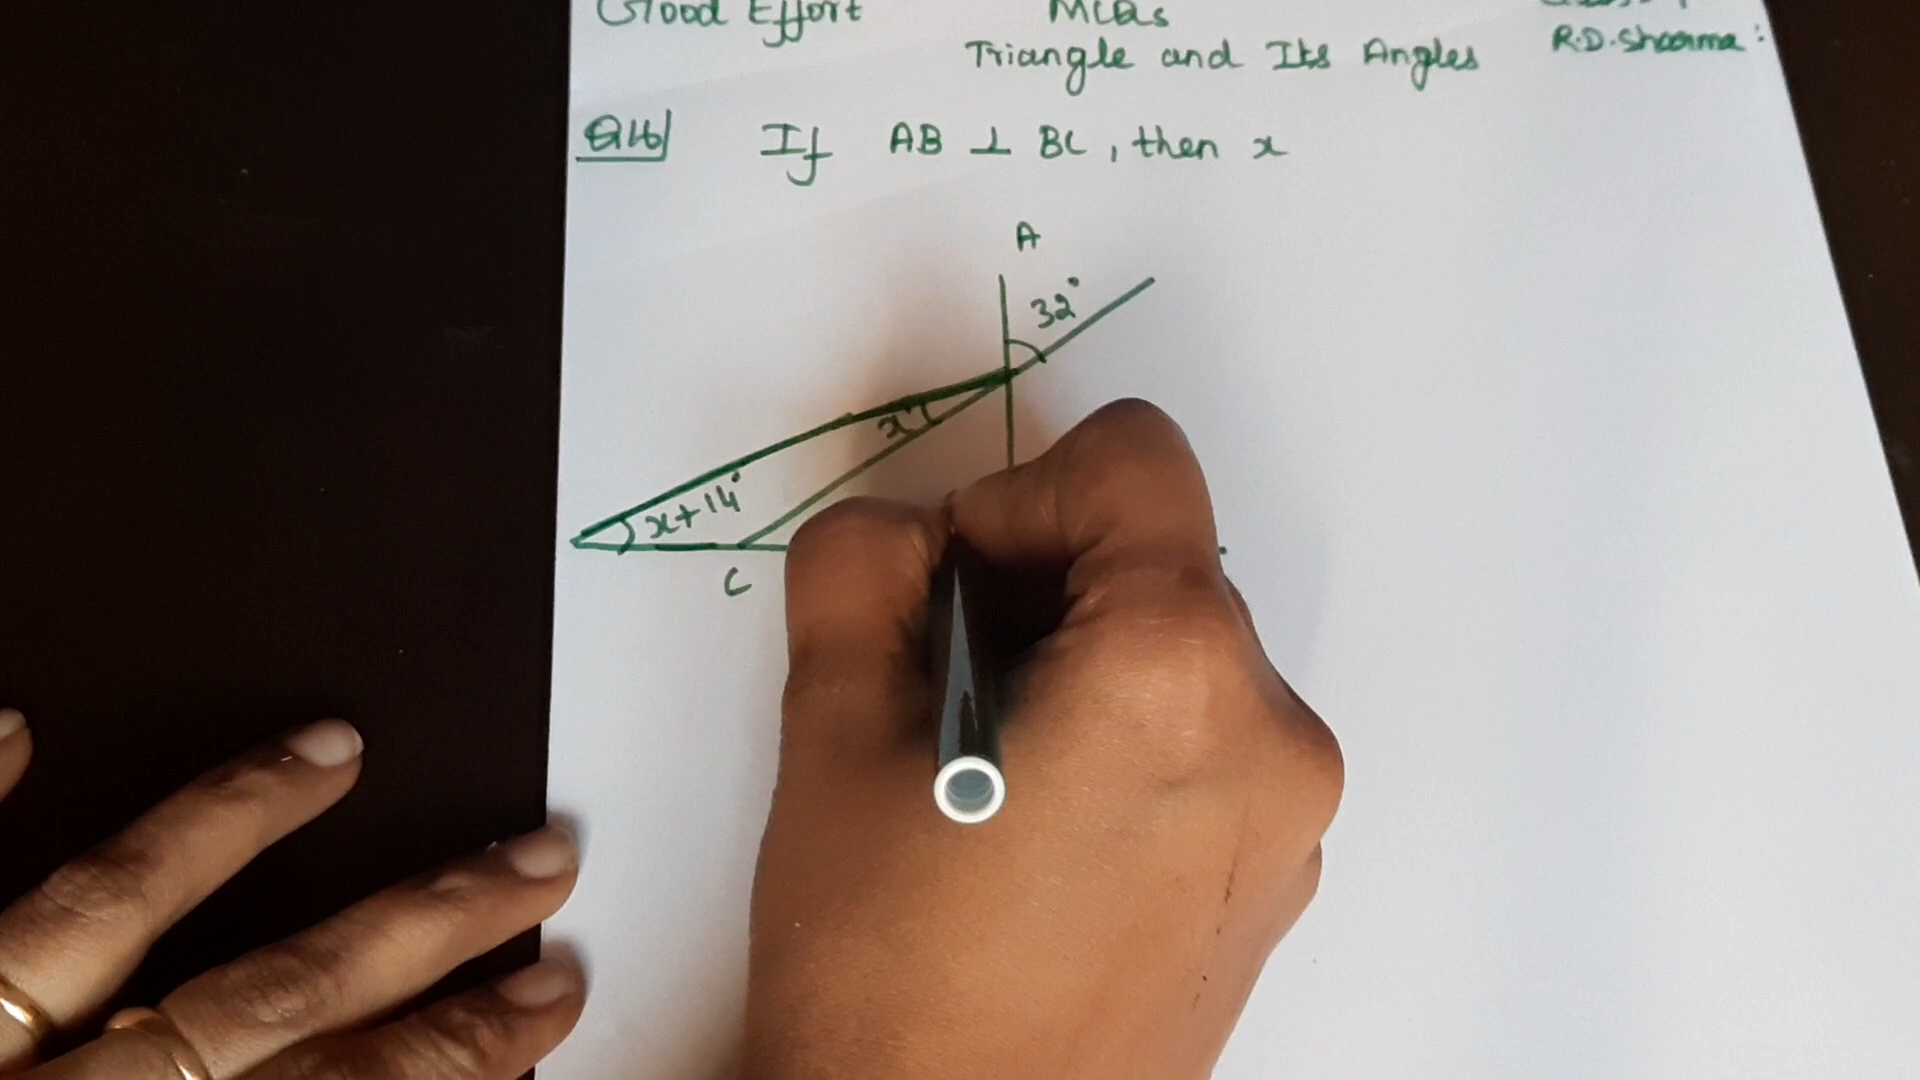 Good Effort MCQs
Triangle and Its Angles R.D. Sharma:
Q16 If AB ⊥ BC, then x
A
32°
x°
x+14°
C